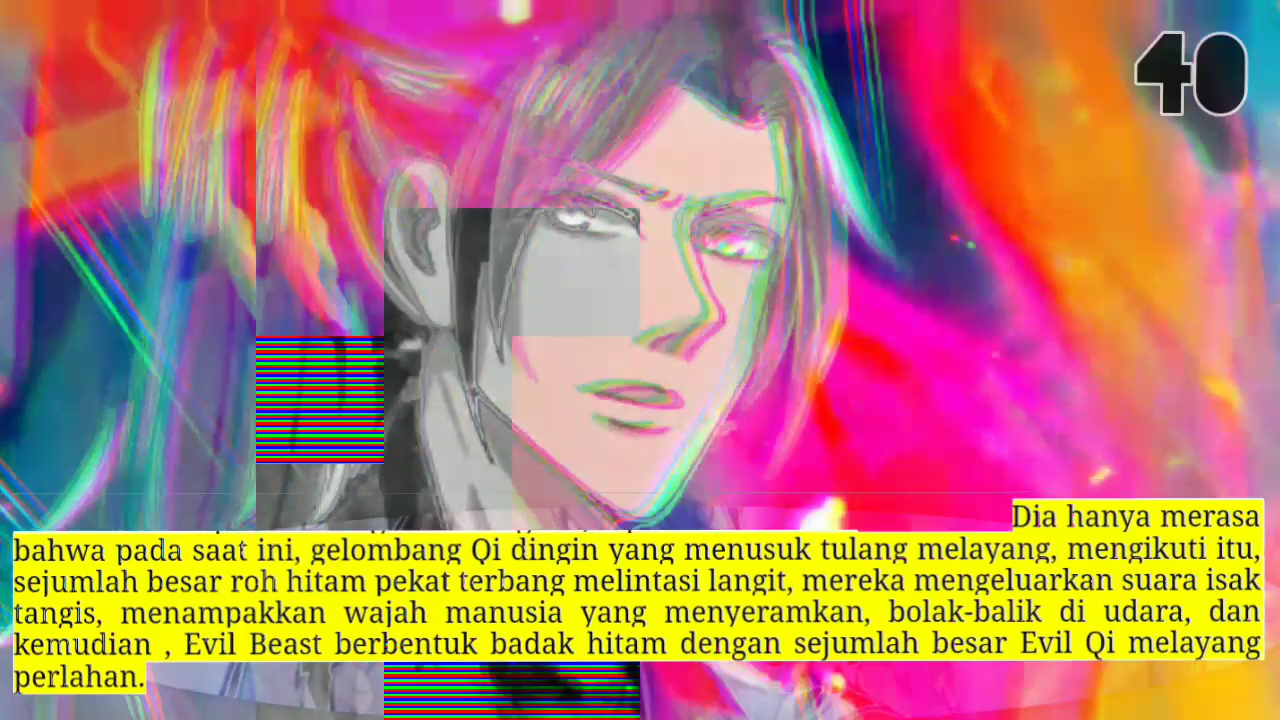 40
Dia hanya merasa
bahwa pada saat ini, gelombang Qi dingin yang menusuk tulang melayang, mengikuti itu,
sejumlah besar roh hitam pekat terbang melintasi langit, mereka mengeluarkan suara isak
tangis, menampakkan wajah manusia yang menyeramkan, bolak-balik di udara, dan
kemudian , Evil Beast berbentuk badak hitam dengan sejumlah besar Evil Qi melayang
perlahan.